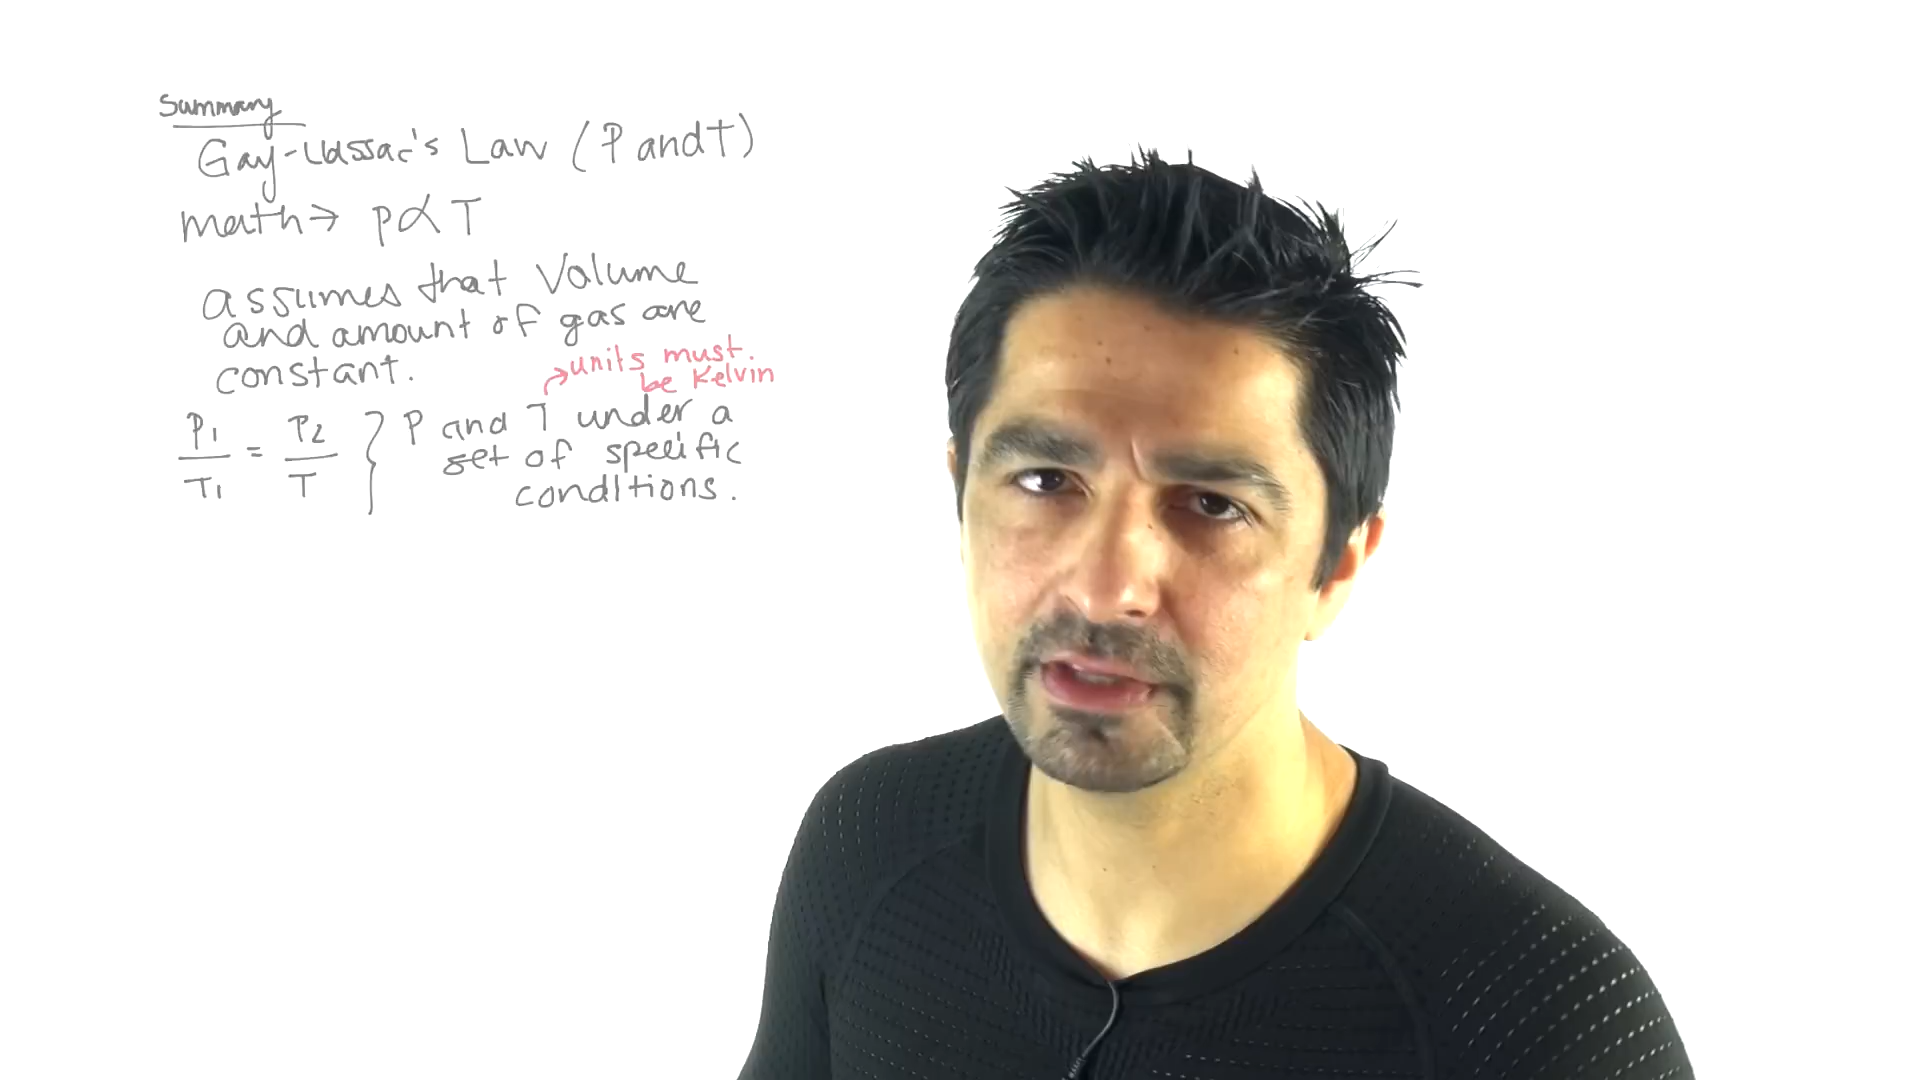 Summary
Gay-Lussac's Law (P and T)
math → P ∝ T
assumes that Volume
and amount of gas are
constant.
→ units must.
be Kelvin
P1/T1 = P2/T } P and T under a
set of specific
conditions.